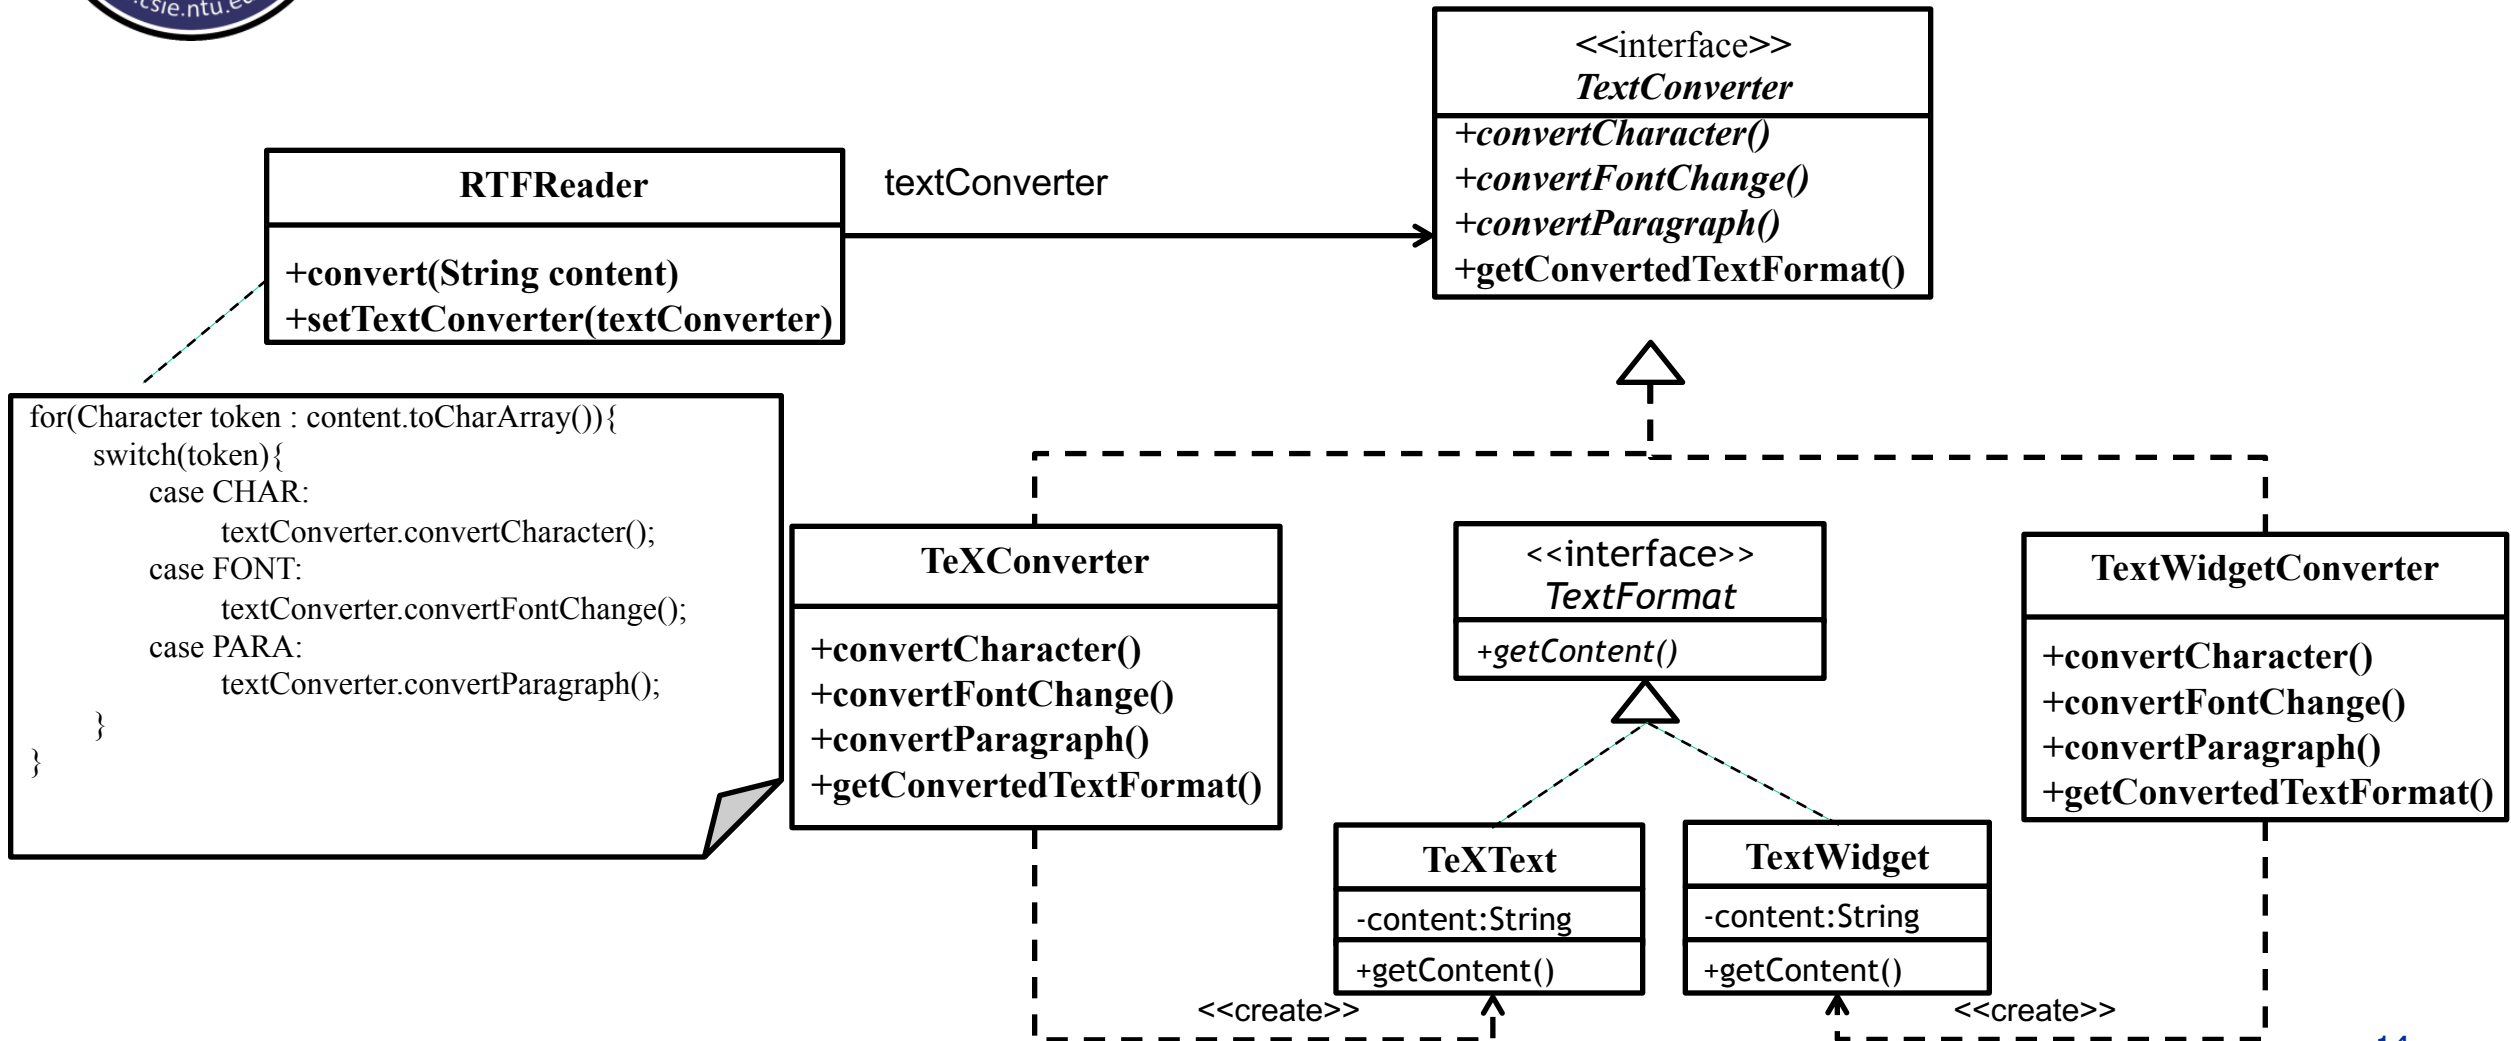 .csie.ntu.e
<<interface>>
TextConverter
+convertCharacter()
+convertFontChange()
+convertParagraph()
+getConvertedTextFormat()
RTFReader
+convert(String content)
+setTextConverter(textConverter)
textConverter
for(Character token : content.toCharArray()){
switch(token){
case CHAR:
textConverter.convertCharacter();
case FONT:
textConverter.convertFontChange();
case PARA:
textConverter.convertParagraph();
}
}
TeXConverter
+convertCharacter()
+convertFontChange()
+convertParagraph()
+getConvertedTextFormat()
<<interface>>
TextFormat
+getContent()
TextWidgetConverter
+convertCharacter()
+convertFontChange()
+convertParagraph()
+getConvertedTextFormat()
TeXText
-content:String
+getContent()
TextWidget
-content:String
+getContent()
<<create>>
<<create>>